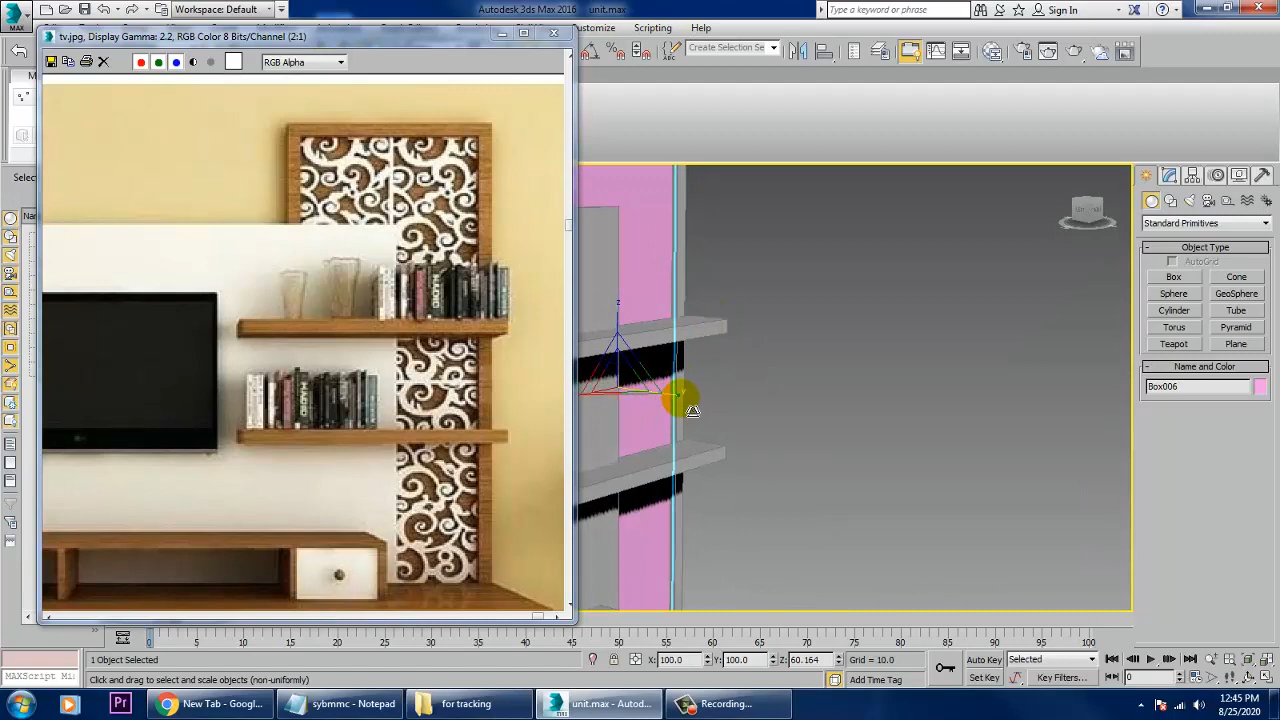 Workspace: Default
Autodesk 3ds Max 2016
unit.max
Type a keyword or phrase
Sign In
MAX
tv.jpg, Display Gamma: 2.2, RGB Color 8 Bits/Channel (2:1)
Customize
Scripting
Help
RGB Alpha
Create Selection Se
Standard Primitives
Object Type
AutoGrid
Box
Cone
Sphere
GeoSphere
Cylinder
Tube
Torus
Pyramid
Teapot
Plane
Name and Color
Box006
z
0
5
10
15
20
25
30
35
40
45
50
55
60
65
70
75
80
85
90
95
100
1 Object Selected
X: 100.0
Y: 100.0
Z: 60.164
Grid = 10.0
Auto Key
Selected
MAXScript Mi
Click and drag to select and scale objects (non-uniformly)
Add Time Tag
Set Key
Key Filters...
0
New Tab - Googl...
sybmmc - Notepad
for tracking
unit.max - Autod...
Recording...
12:45 PM
8/25/2020